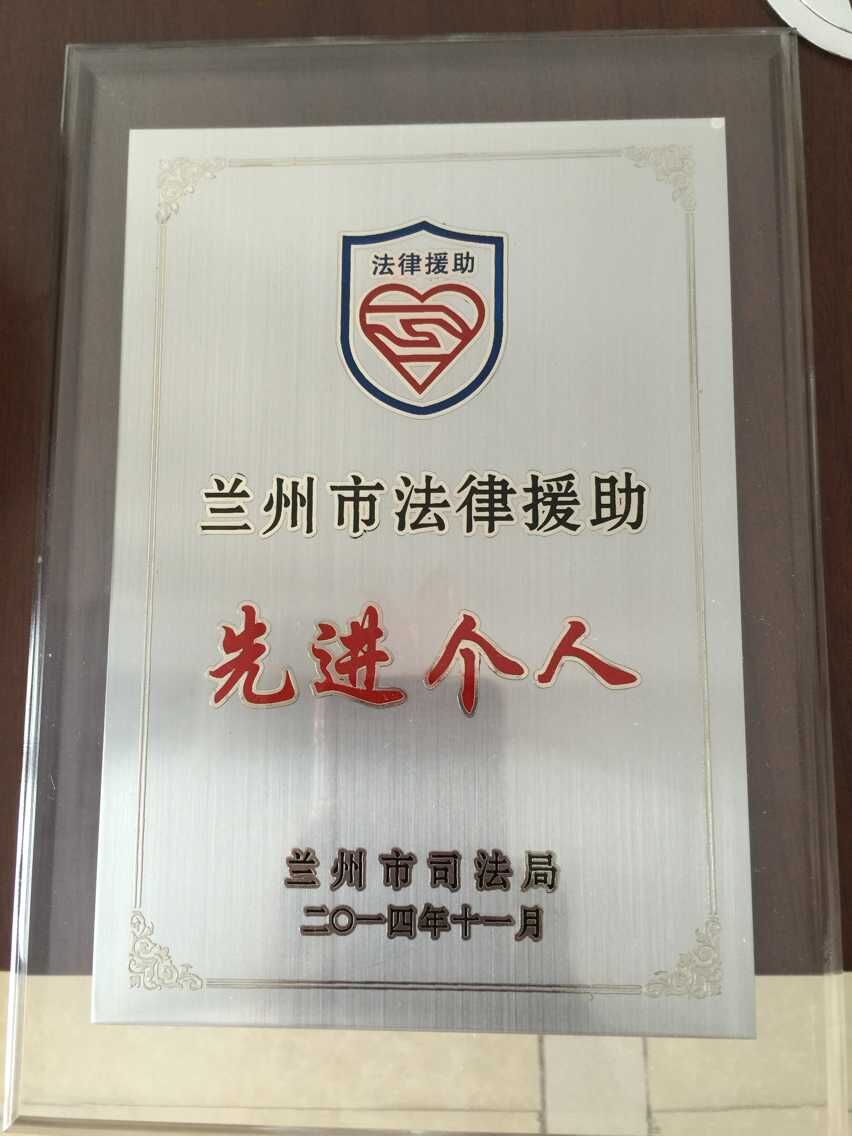 法律援助
兰州市法律援助
先进个人
兰州市司法局
二〇一四年十一月